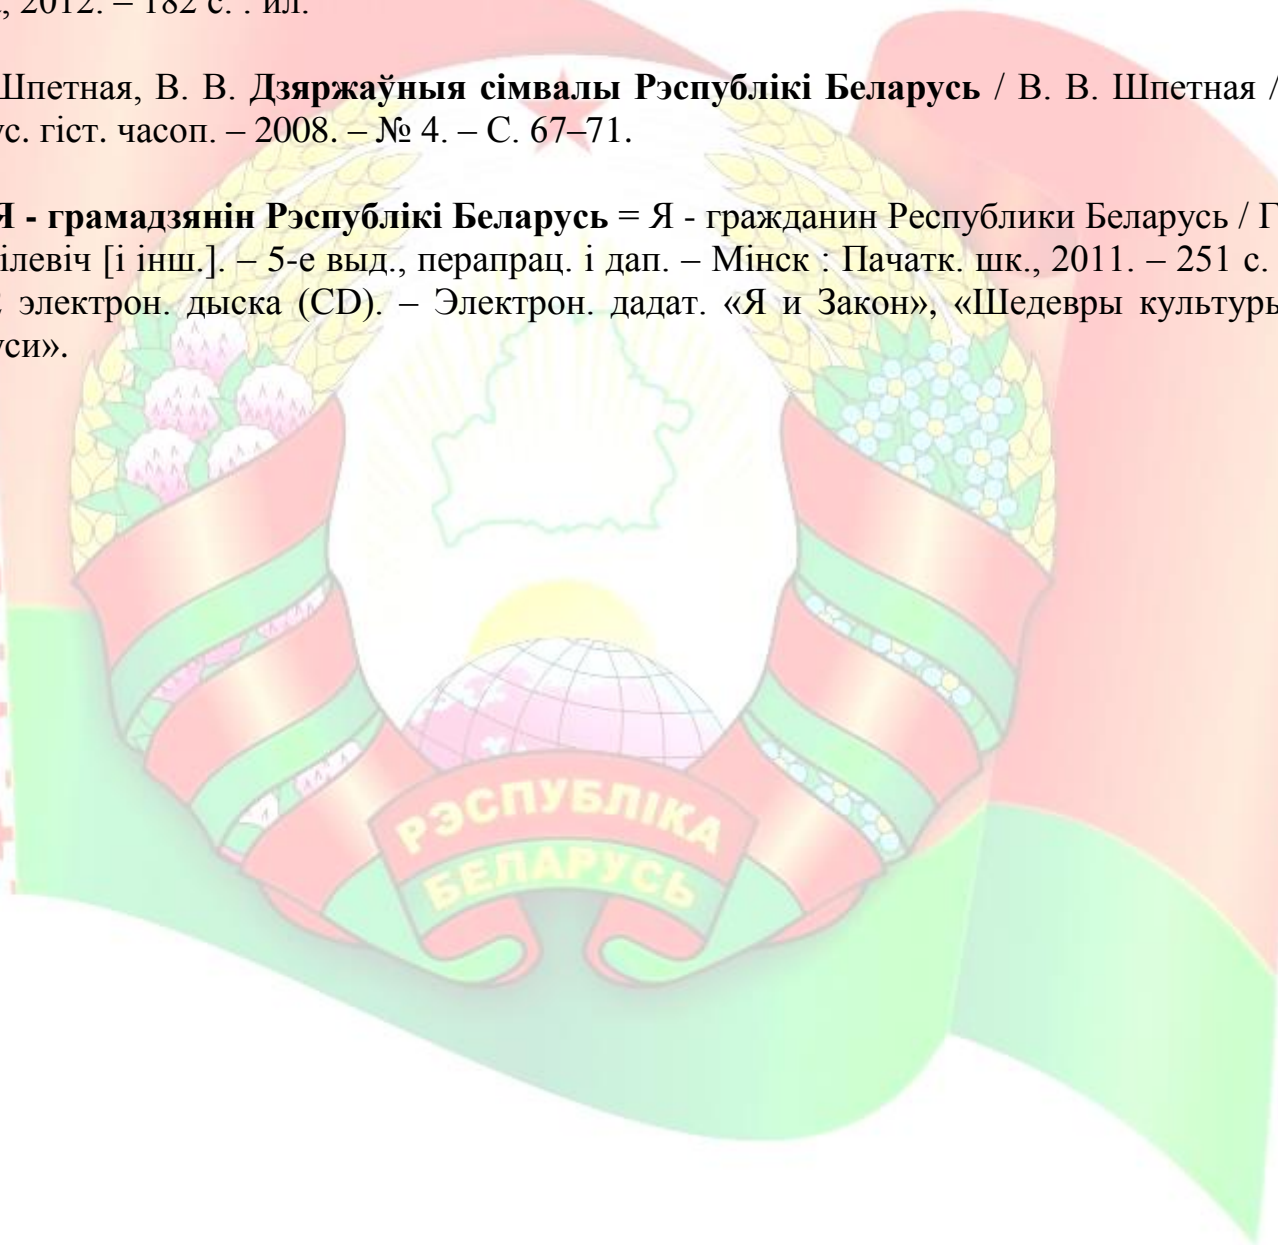 , 2012. – 182 с. : ил.
Шпетная, В. В. Дзяржаўныя сімвалы Рэспублікі Беларусь / В. В. Шпетная /
ус. гіст. часоп. – 2008. – № 4. – С. 67–71.
Я - грамадзянін Рэспублікі Беларусь = Я - гражданин Республики Беларусь / Г
ілевіч [і інш.]. – 5-е выд., перапрац. і дап. – Мінск : Пачатк. шк., 2011. – 251 с.
электрон. дыска (CD). – Электрон. дадат. «Я и Закон», «Шедевры культуры
уси».
РЭСПУБЛІКА
БЕЛАРУСЬ